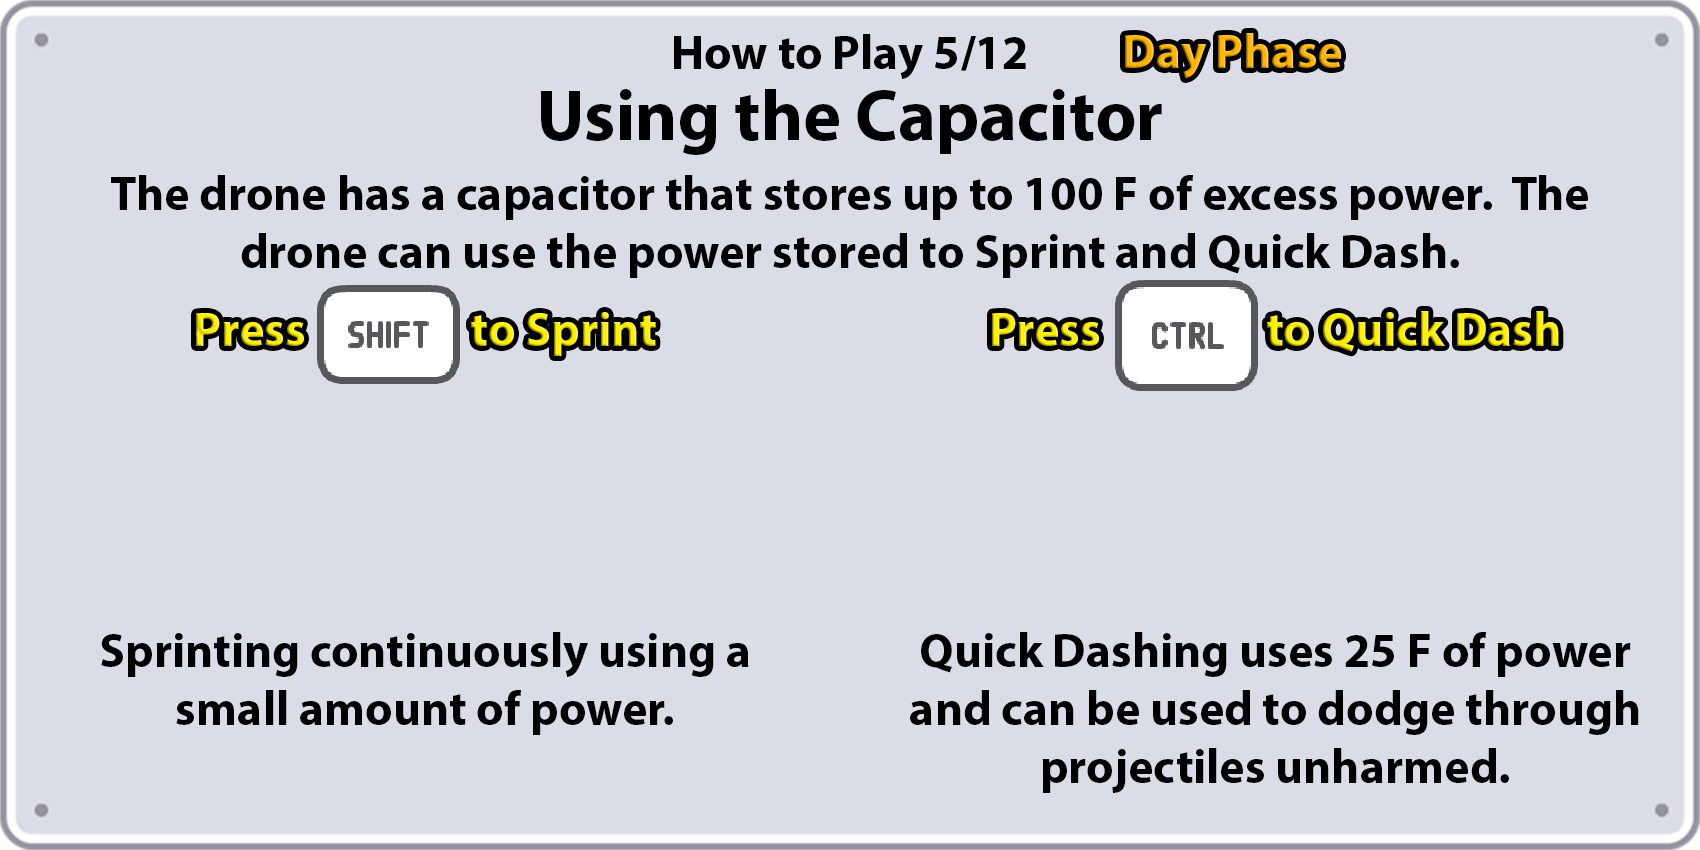 How to Play 5/12 Day Phase
Using the Capacitor
The drone has a capacitor that stores up to 100 F of excess power.  The
drone can use the power stored to Sprint and Quick Dash.
Press SHIFT to Sprint
Press CTRL to Quick Dash
Sprinting continuously using a
small amount of power.
Quick Dashing uses 25 F of power
and can be used to dodge through
projectiles unharmed.